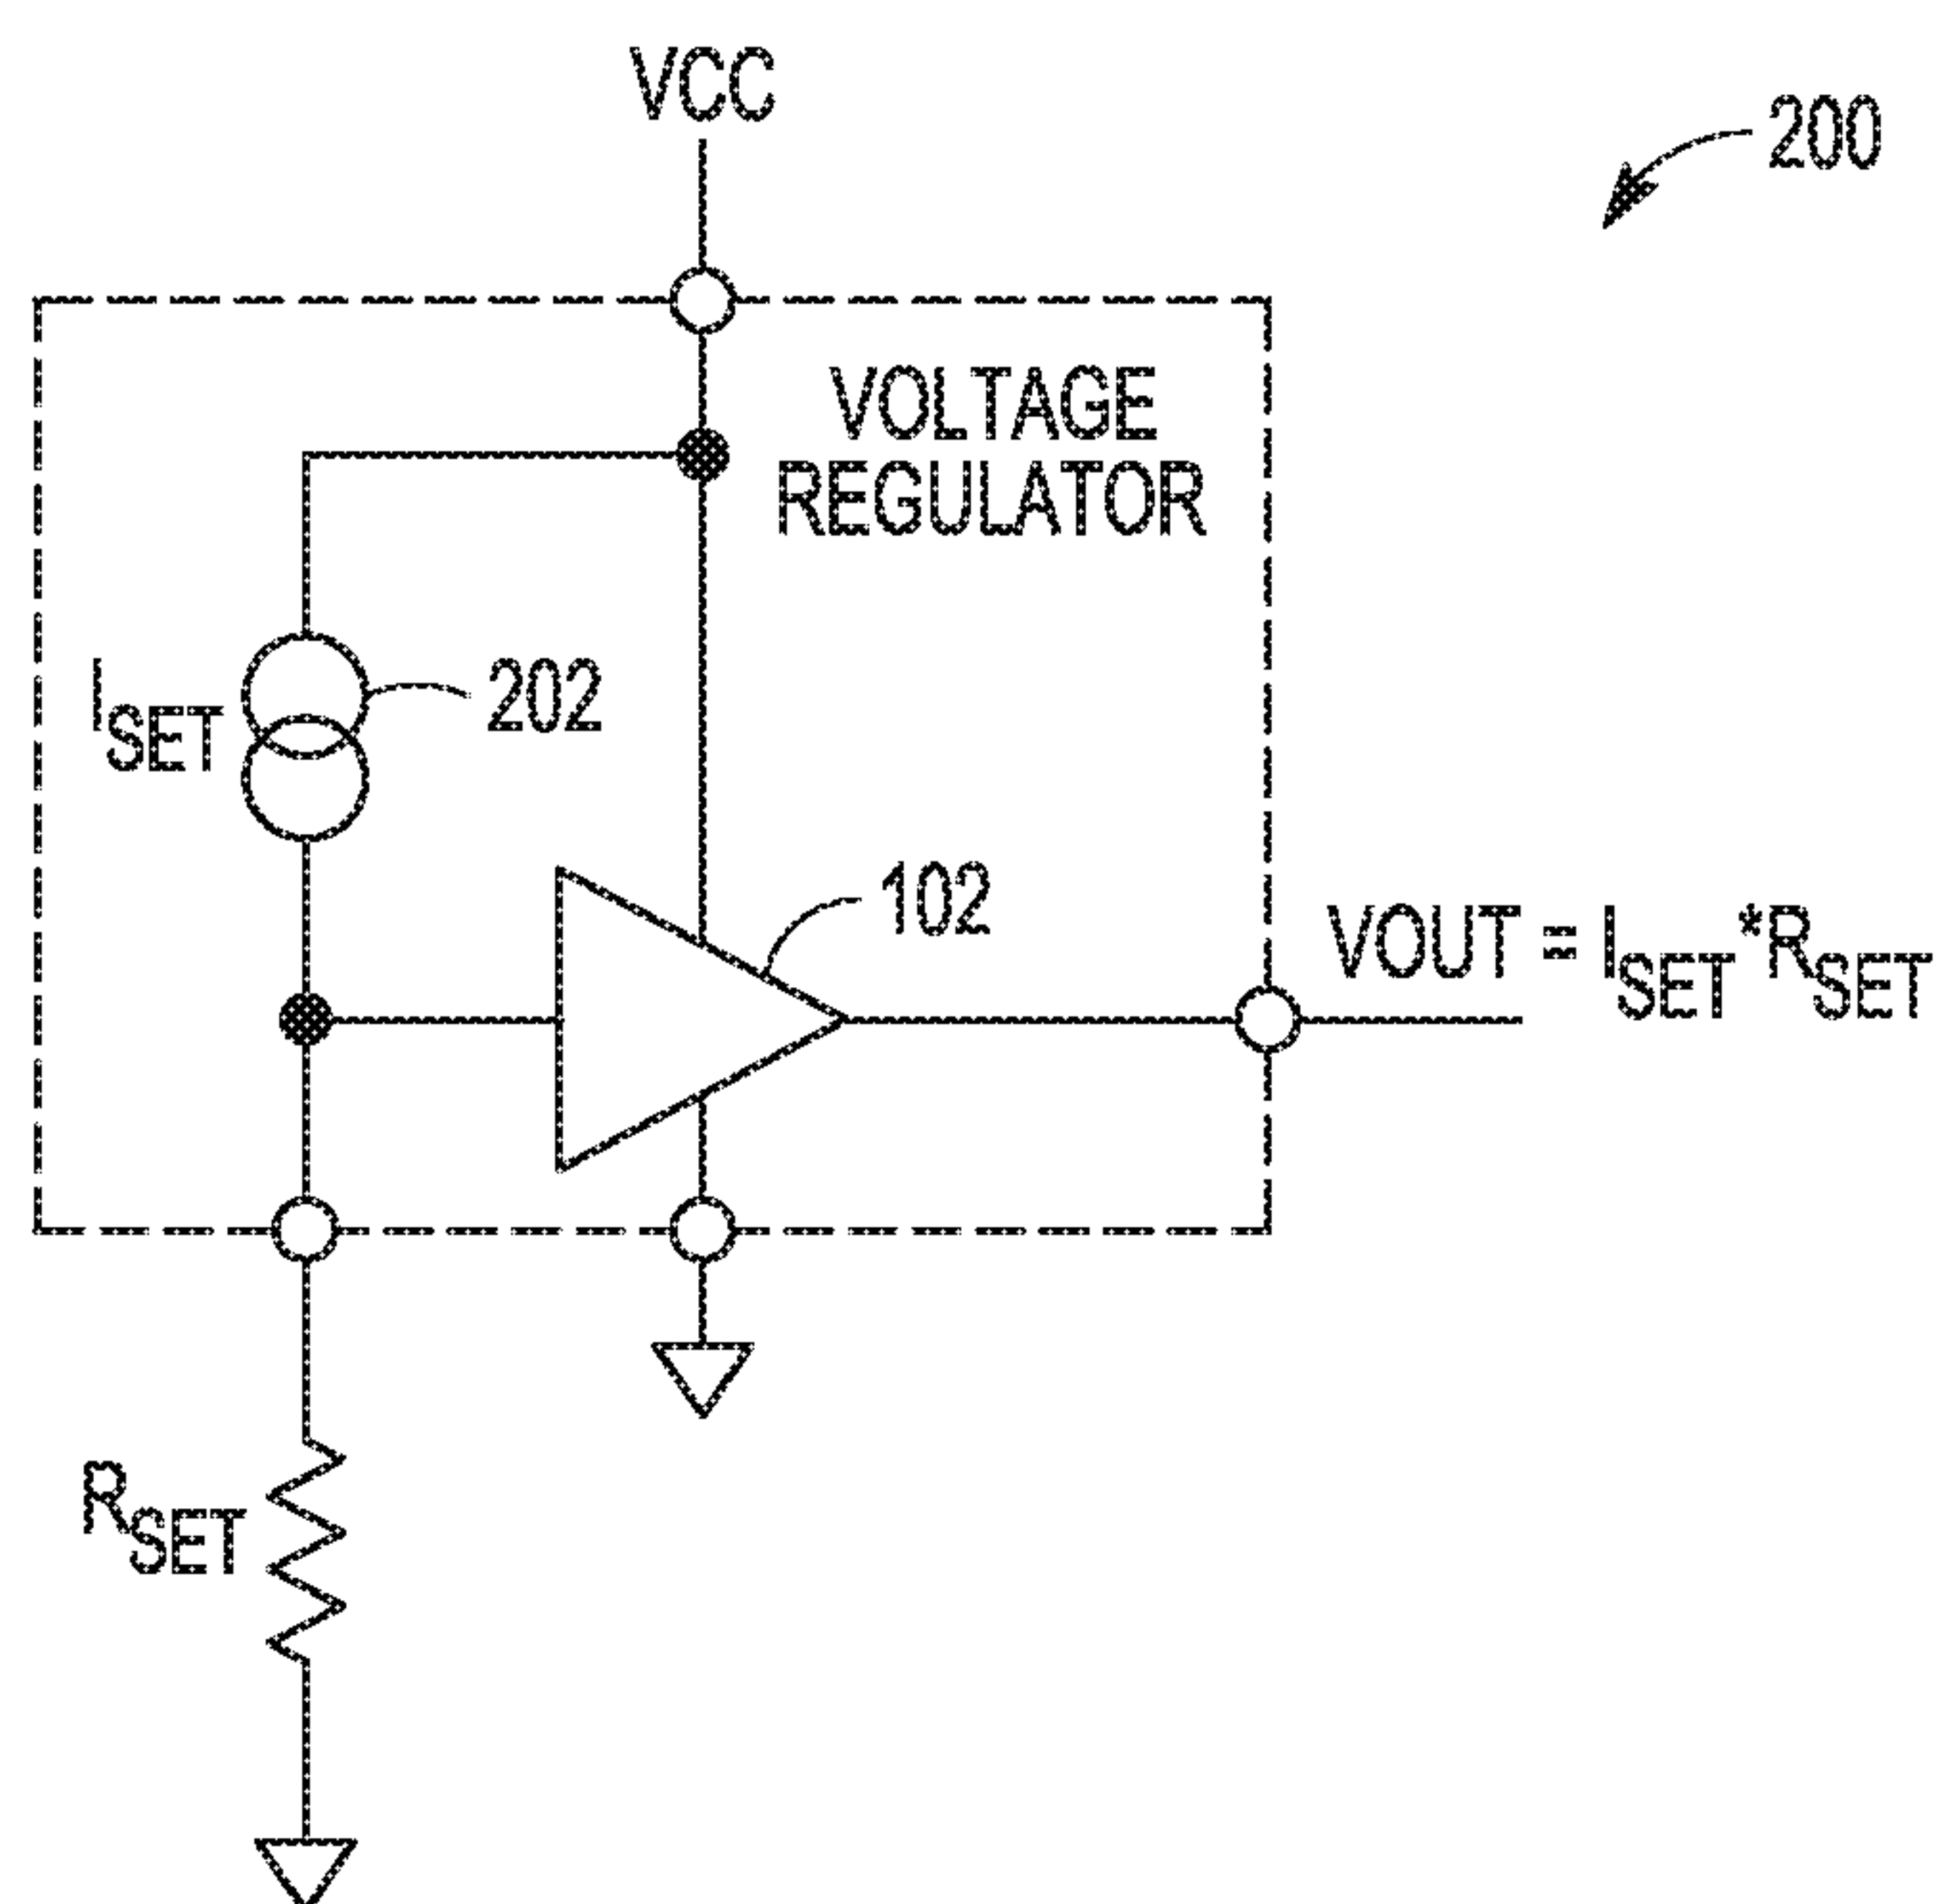 VCC
200
VOLTAGE
REGULATOR
ISET
202
102
VOUT = ISET*RSET
RSET